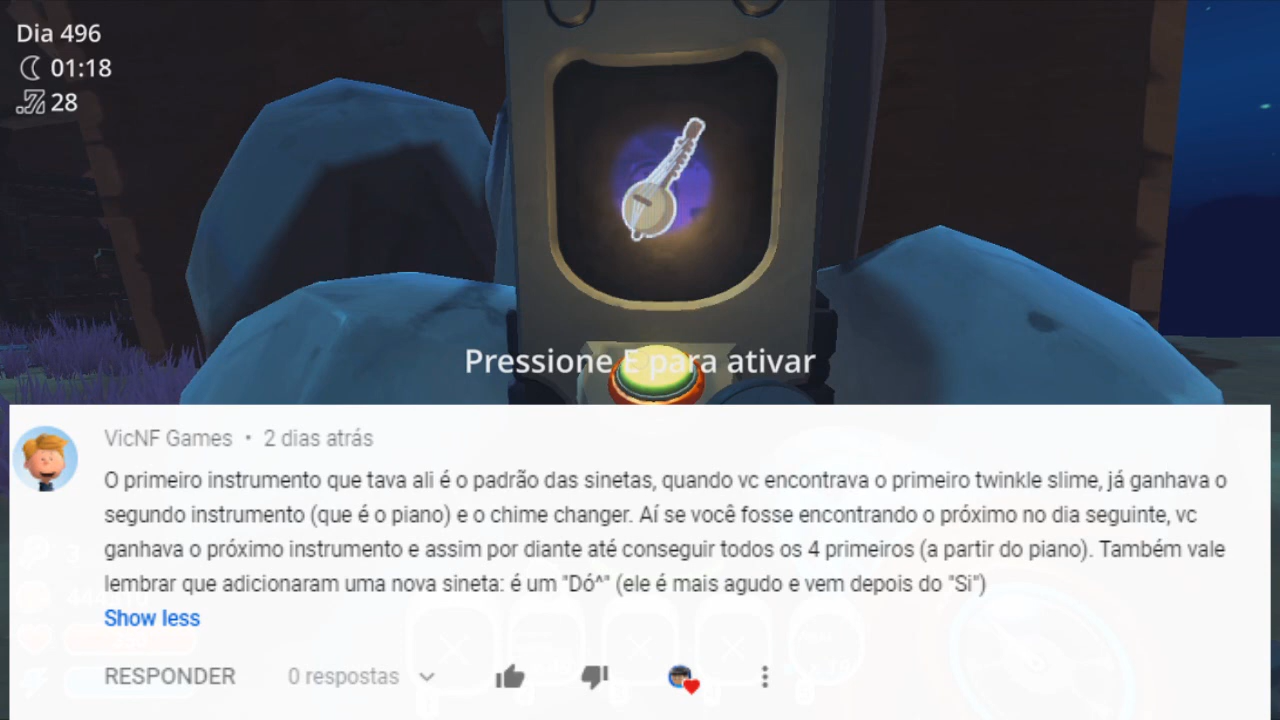 Dia 496
01:18
28
Pressione E para ativar
VicNF Games • 2 dias atrás
O primeiro instrumento que tava ali é o padrão das sinetas, quando vc encontrava o primeiro twinkle slime, já ganhava o
segundo instrumento (que é o piano) e o chime changer. Aí se você fosse encontrando o próximo no dia seguinte, vc
ganhava o próximo instrumento e assim por diante até conseguir todos os 4 primeiros (a partir do piano). Também vale
lembrar que adicionaram uma nova sineta: é um "Dó^" (ele é mais agudo e vem depois do "Si")
Show less
RESPONDER 0 respostas